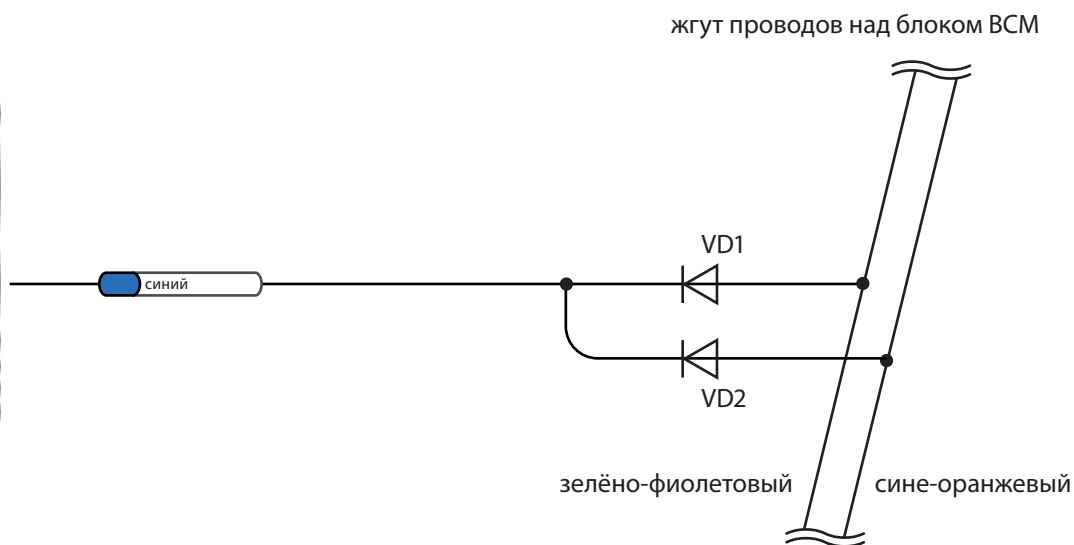 жгут проводов над блоком BCM
VD1
синий
VD2
зелёно-фиолетовый
сине-оранжевый